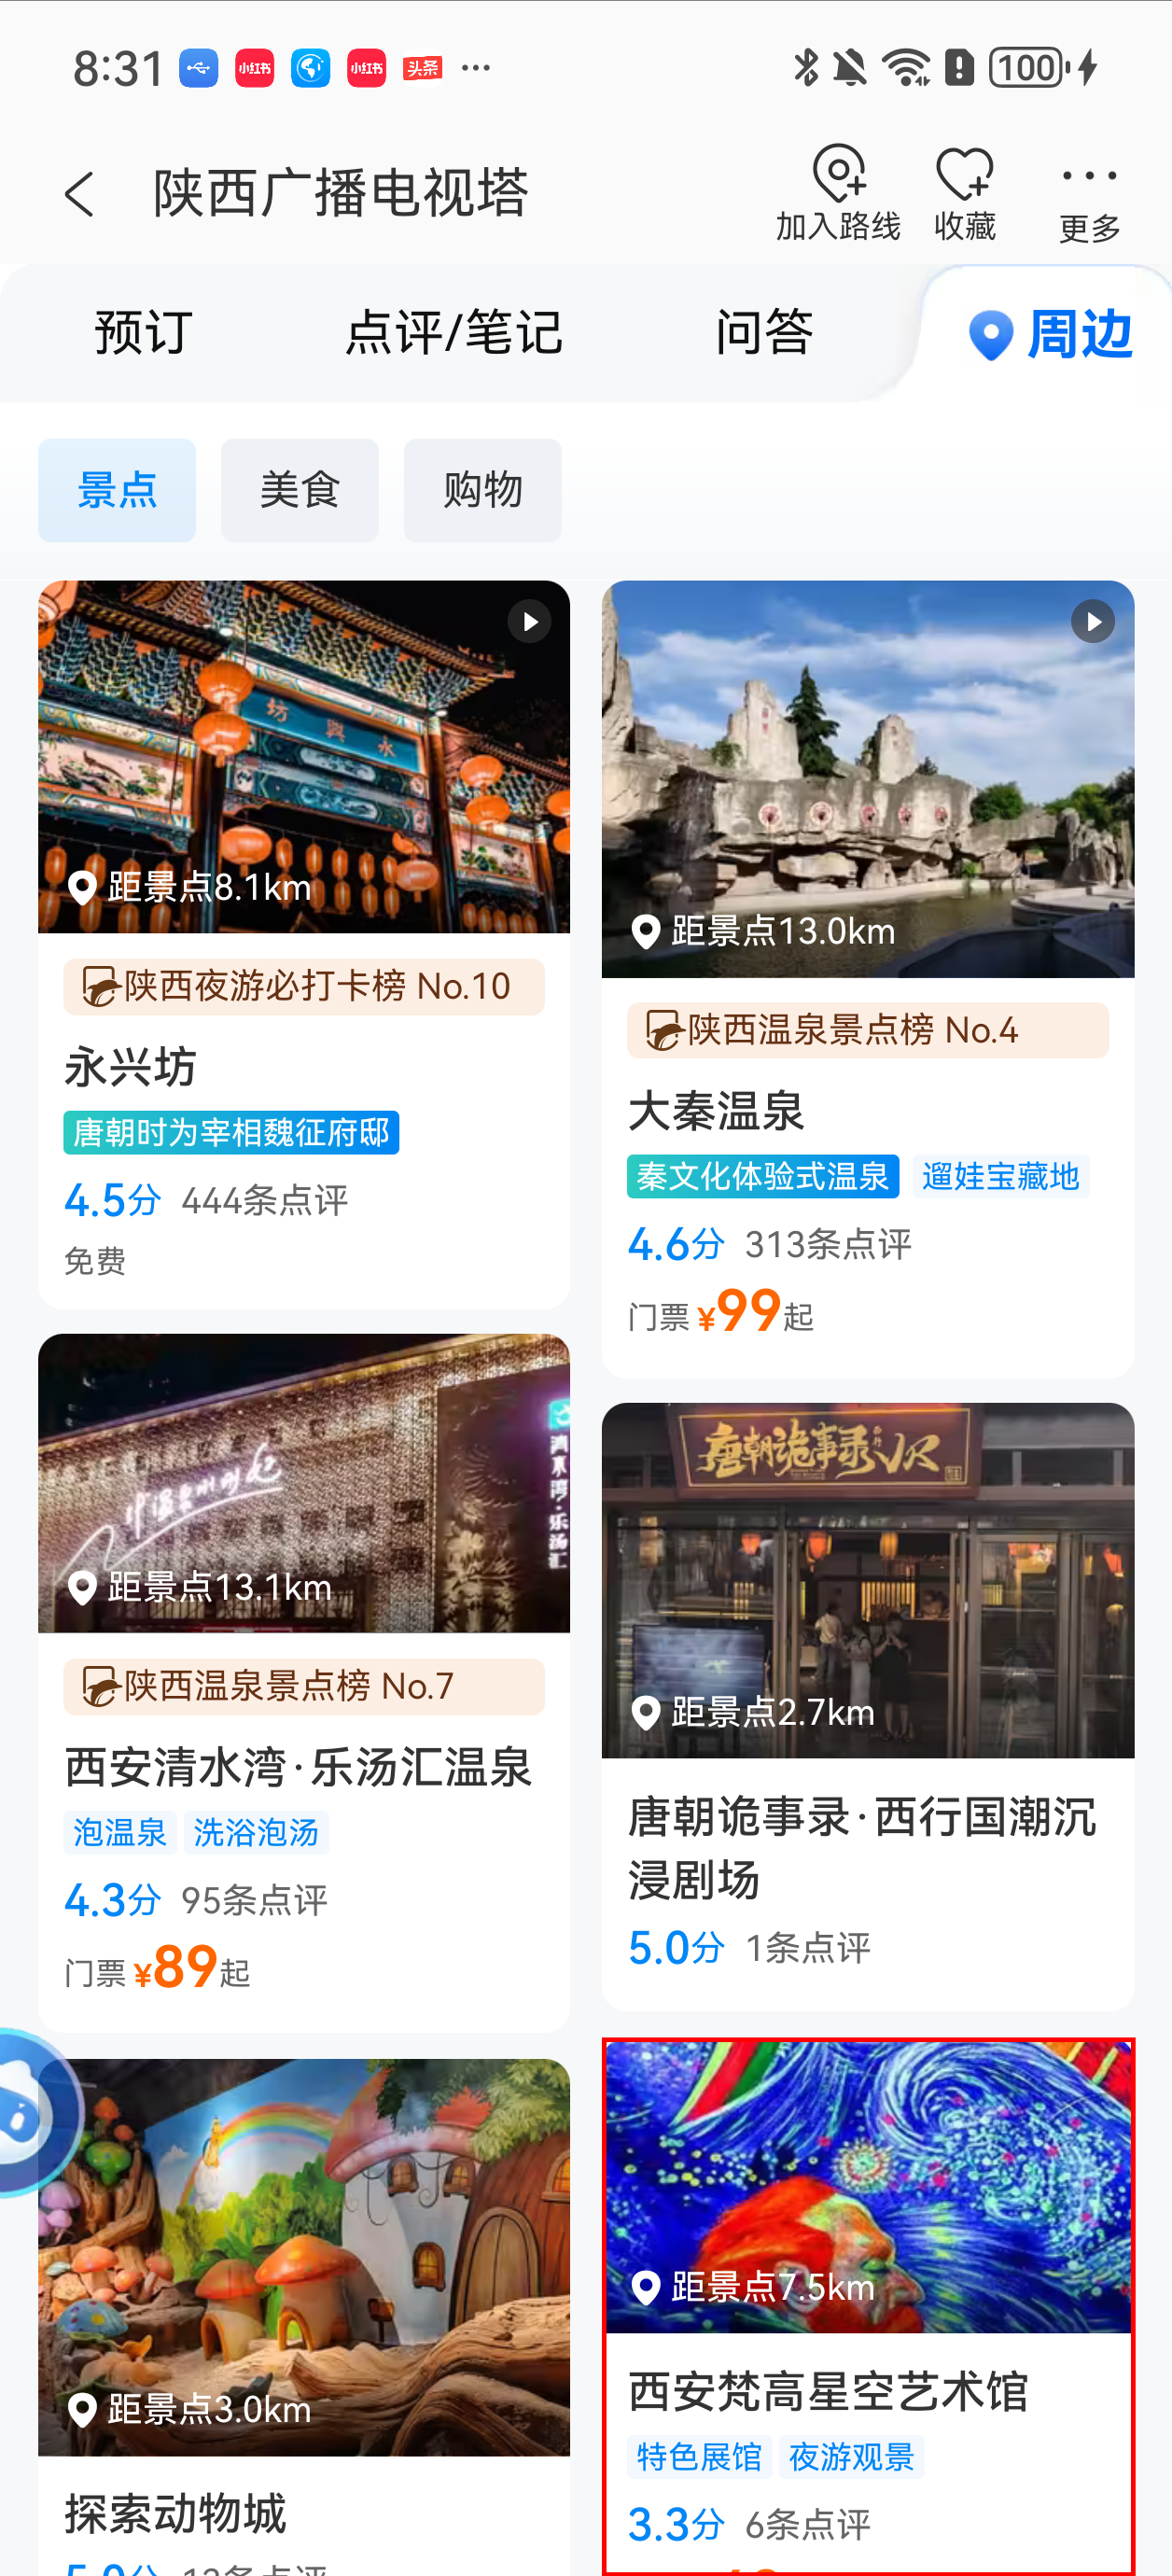 8:31
小红书
小红书
头条
100
陕西广播电视塔
加入路线
收藏
更多
预订
点评/笔记
问答
周边
景点
美食
购物
永興坊
距景点8.1km
陕西夜游必打卡榜 No.10
永兴坊
唐朝时为宰相魏征府邸
4.5分 444条点评
免费
距景点13.0km
陕西温泉景点榜 No.4
大秦温泉
秦文化体验式温泉 遛娃宝藏地
4.6分 313条点评
门票 ¥99起
清水湾·乐汤汇
距景点13.1km
陕西温泉景点榜 No.7
西安清水湾·乐汤汇温泉
泡温泉 洗浴泡汤
4.3分 95条点评
门票 ¥89起
唐朝诡事录·西行 VR
距景点2.7km
唐朝诡事录·西行国潮沉
浸剧场
5.0分 1条点评
距景点3.0km
探索动物城
距景点7.5km
西安梵高星空艺术馆
特色展馆 夜游观景
3.3分 6条点评